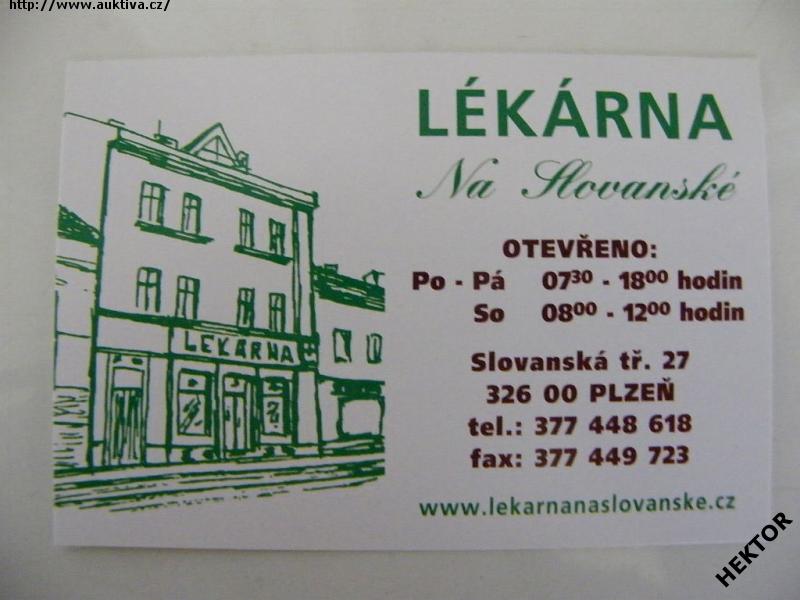 http://www.auktiva.cz/
LÉKÁRNA
Na Slovanské
OTEVŘENO:
Po - Pá 07³⁰ - 18⁰⁰ hodin
So 08⁰⁰ - 12⁰⁰ hodin
LÉKÁRNA
Slovanská tř. 27
326 00 PLZEŇ
tel.: 377 448 618
fax: 377 449 723
www.lekarnanaslovanske.cz
HEKTOR